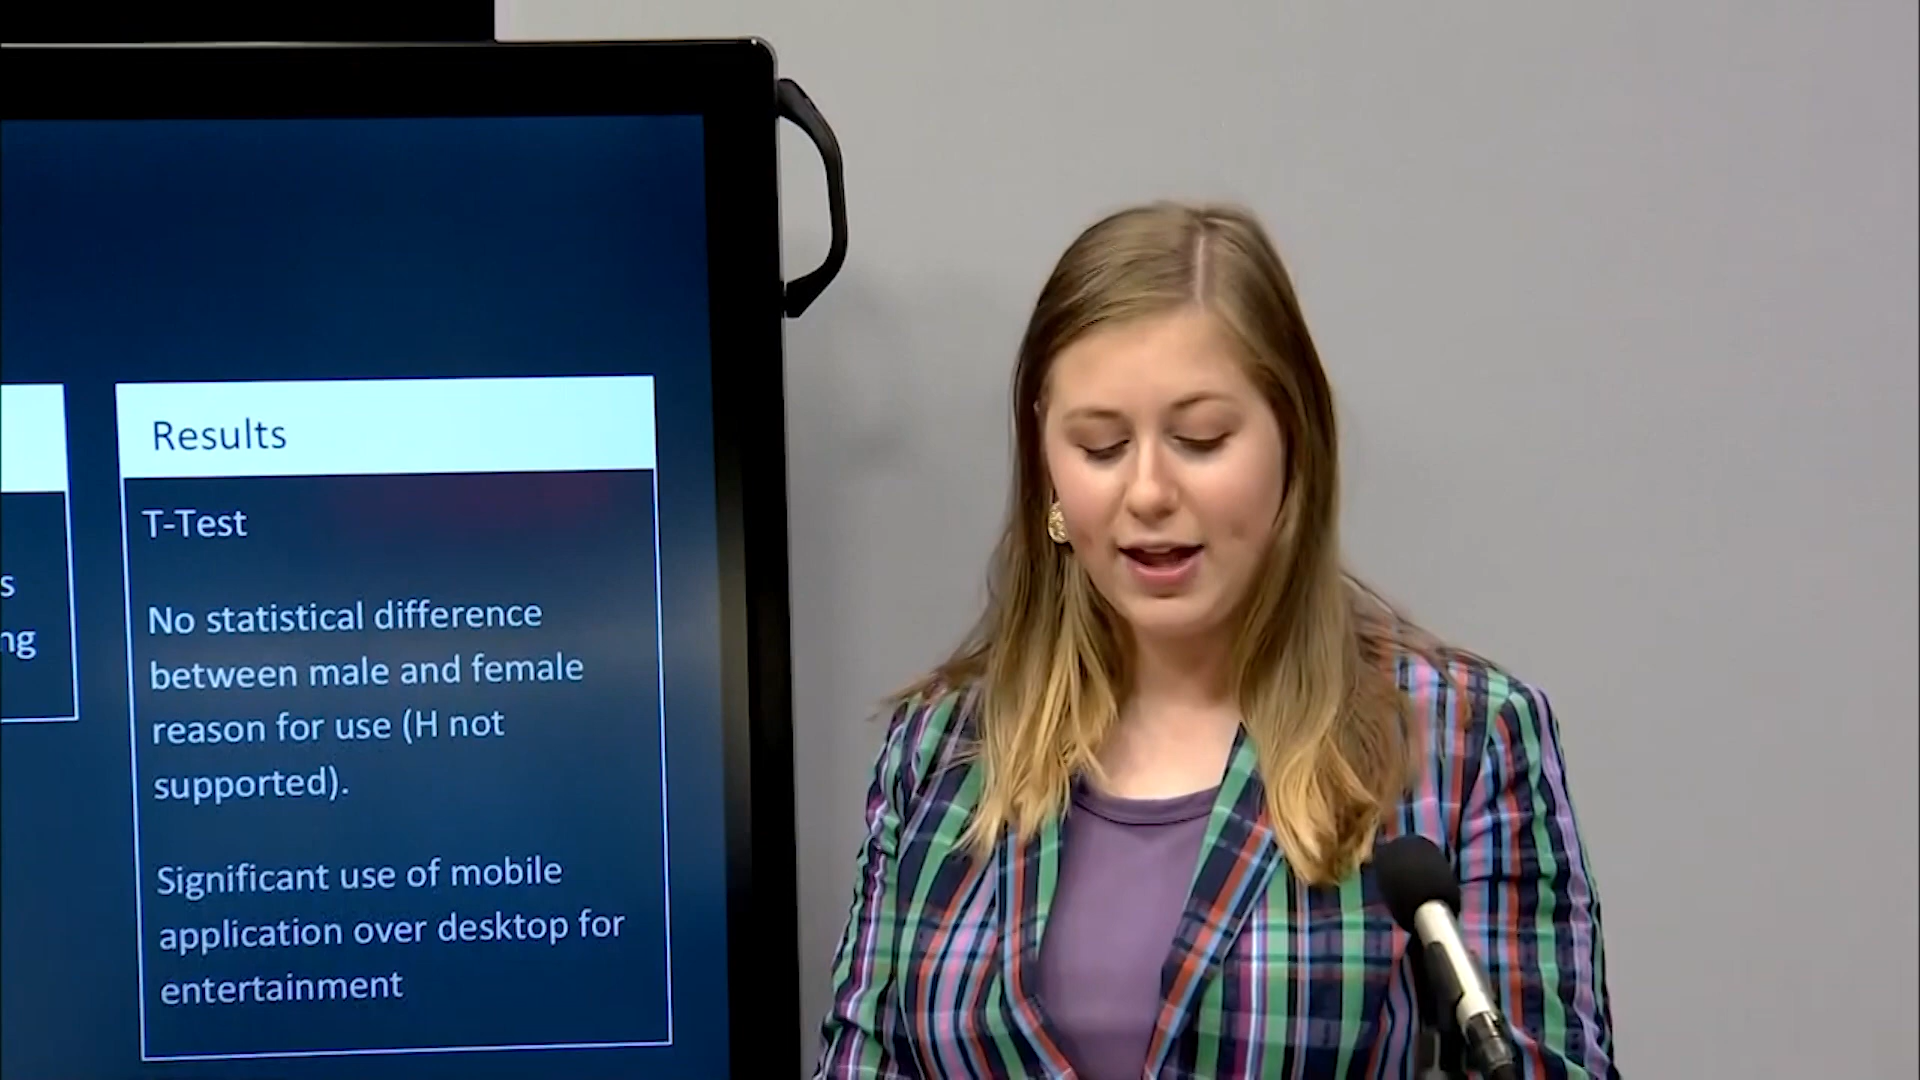 Results
T-Test
s
ng
No statistical difference
between male and female
reason for use (H not
supported).
Significant use of mobile
application over desktop for
entertainment